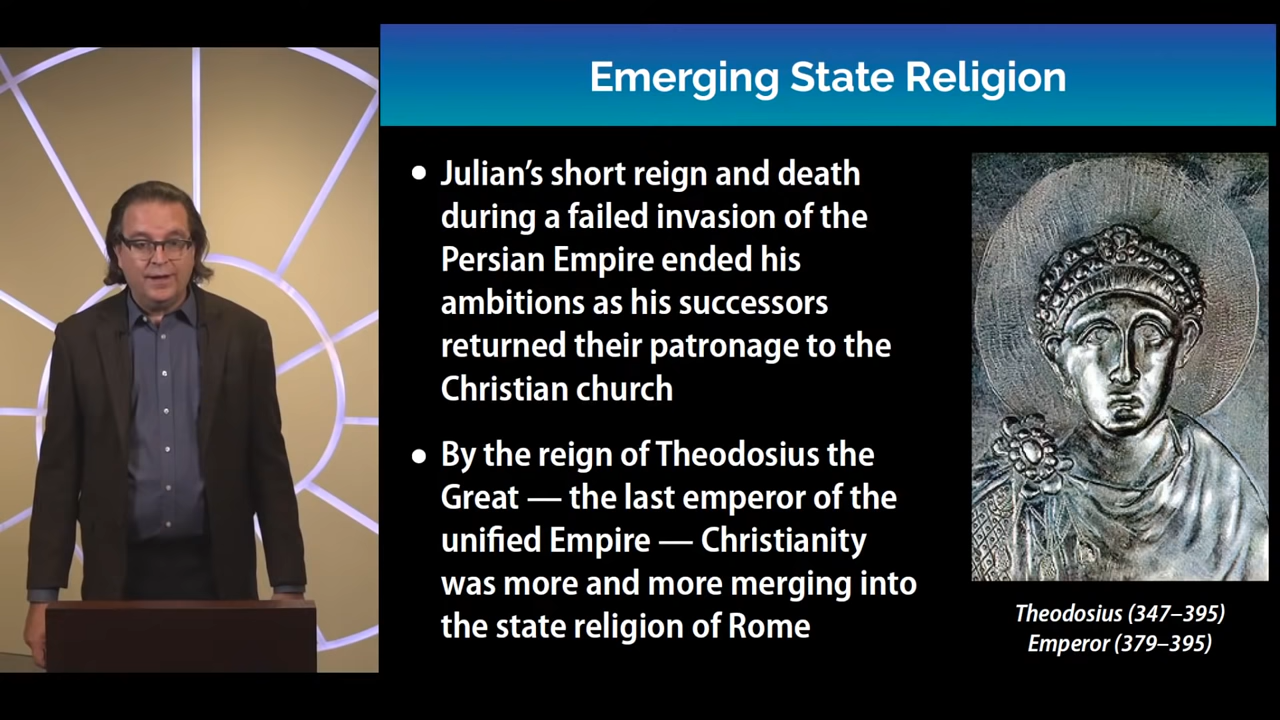 Emerging State Religion
• Julian’s short reign and death
during a failed invasion of the
Persian Empire ended his
ambitions as his successors
returned their patronage to the
Christian church
• By the reign of Theodosius the
Great — the last emperor of the
unified Empire — Christianity
was more and more merging into
the state religion of Rome
Theodosius (347–395)
Emperor (379–395)